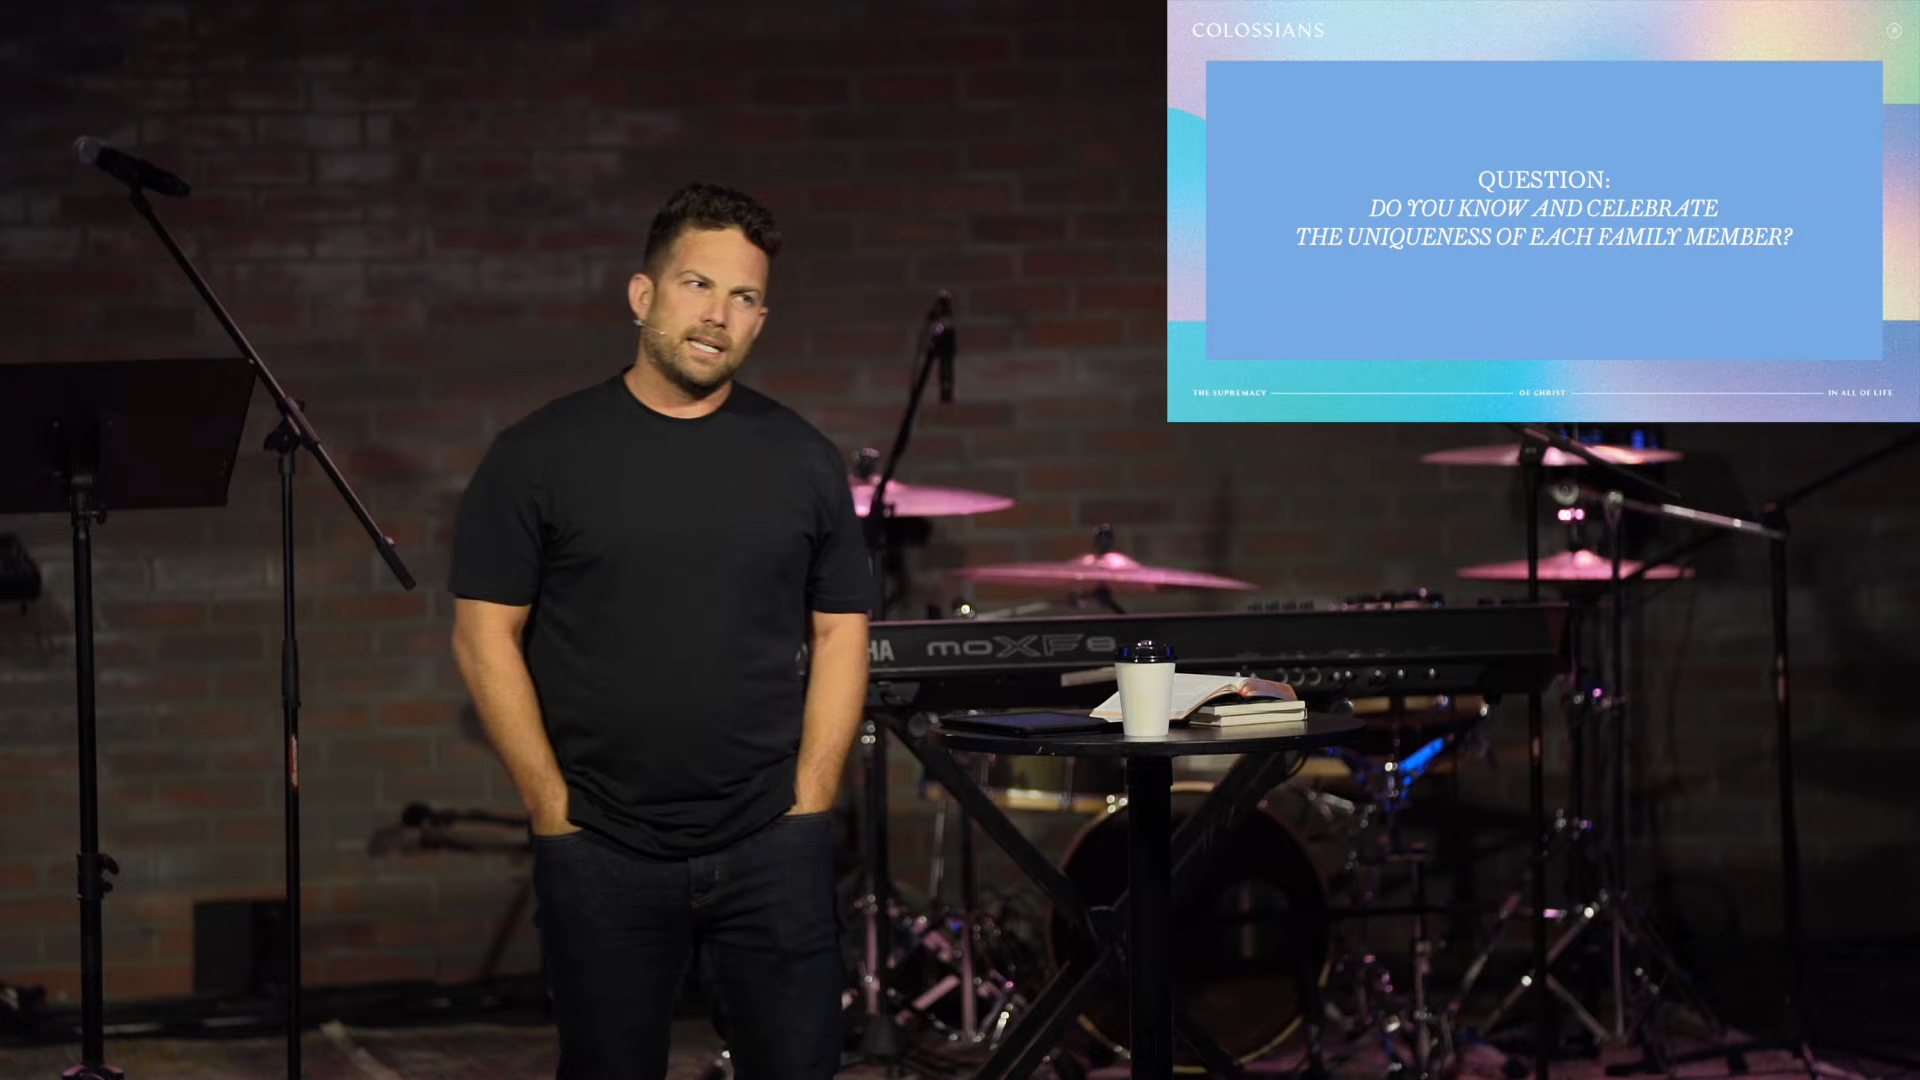 COLOSSIANS
QUESTION:
DO YOU KNOW AND CELEBRATE
THE UNIQUENESS OF EACH FAMILY MEMBER?
THE SUPREMACY OF CHRIST IN ALL OF LIFE
HA MOXF8